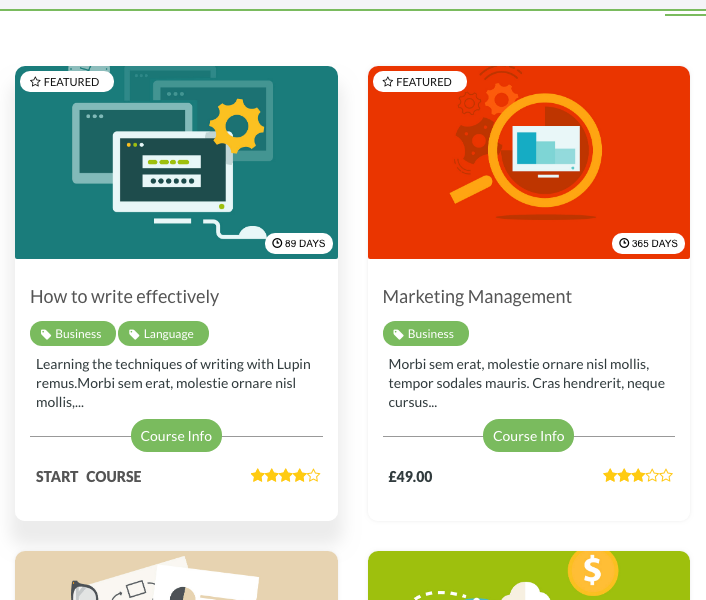 FEATURED
89 DAYS
How to write effectively
Business
Language
Learning the techniques of writing with Lupin
remus.Morbi sem erat, molestie ornare nisl
mollis,...
Course Info
START COURSE
FEATURED
365 DAYS
Marketing Management
Business
Morbi sem erat, molestie ornare nisl mollis,
tempor sodales mauris. Cras hendrerit, neque
cursus...
Course Info
£49.00
$